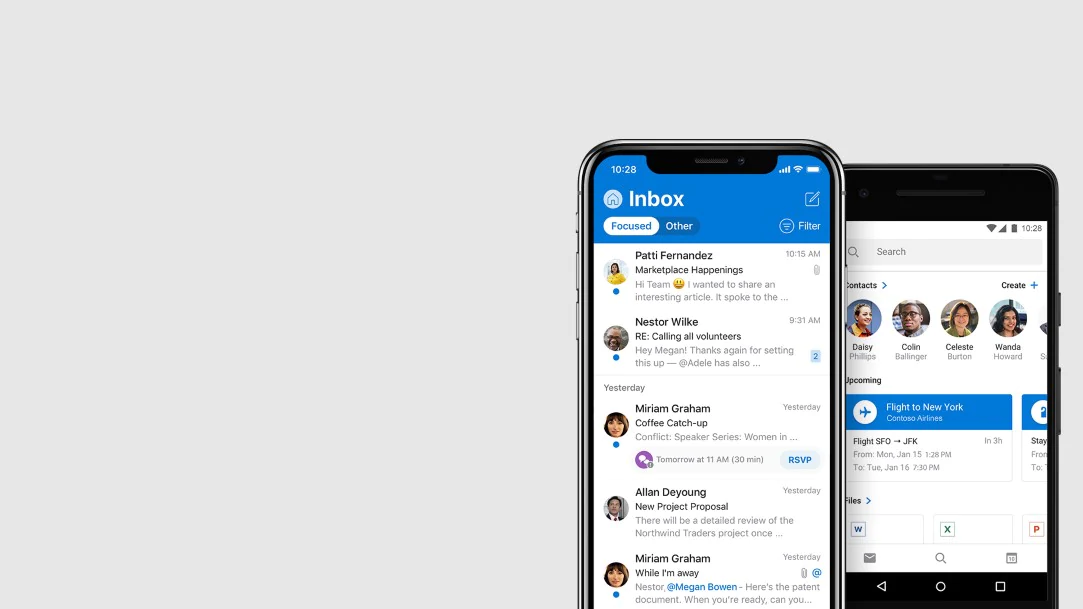 10:28
Inbox
Focused Other Filter
Patti Fernandez 10:15 AM
Marketplace Happenings
Hi Team 😃 I wanted to share an
interesting article. It spoke to the ...
Nestor Wilke 9:31 AM
RE: Calling all volunteers
Hey Megan! Thanks again for setting
this up — @Adele has also ...
2
Yesterday
Miriam Graham Yesterday
Coffee Catch-up
Conflict: Speaker Series: Women in ...
Tomorrow at 11 AM (30 min) RSVP
Allan Deyoung Yesterday
New Project Proposal
There will be a detailed review of the
Northwind Traders project once ...
Miriam Graham Yesterday
While I'm away @
Nestor, @Megan Bowen - Here's the patent
document. When you're ready, can you...
10:28
Search
ontacts > Create +
Daisy Colin Celeste Wanda
Phillips Ballinger Burton Howard
Upcoming
Flight to New York
Contoso Airlines
Flight SFO → JFK In 3h Stay
From: Mon, Jan 15 1:28 PM
To: Tue, Jan 16 7:30 PM
Files >
W X P